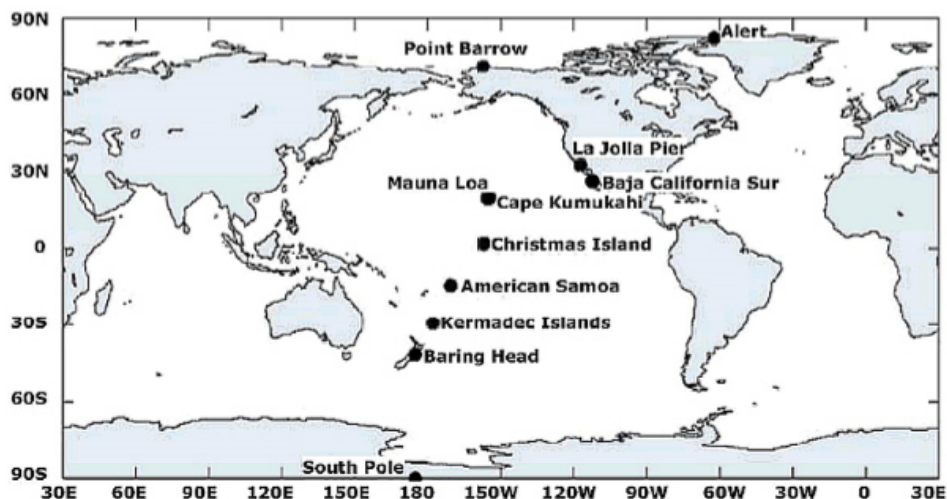 90N
Alert
Point Barrow
60N
La Jolla Pier
30N
Mauna Loa
Baja California Sur
Cape Kumukahi
0
Christmas Island
American Samoa
30S
Kermadec Islands
Baring Head
60S
South Pole
90S
30E 60E 90E 120E 150E 180 150W 120W 90W 60W 30W 0 30E